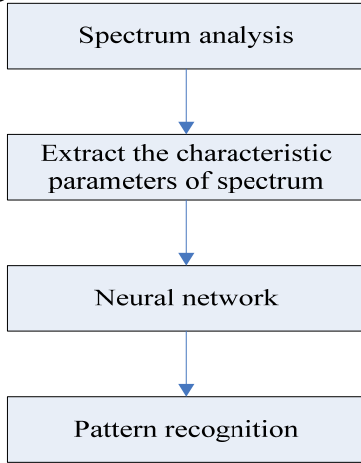 Spectrum analysis
Extract the characteristic
parameters of spectrum
Neural network
Pattern recognition